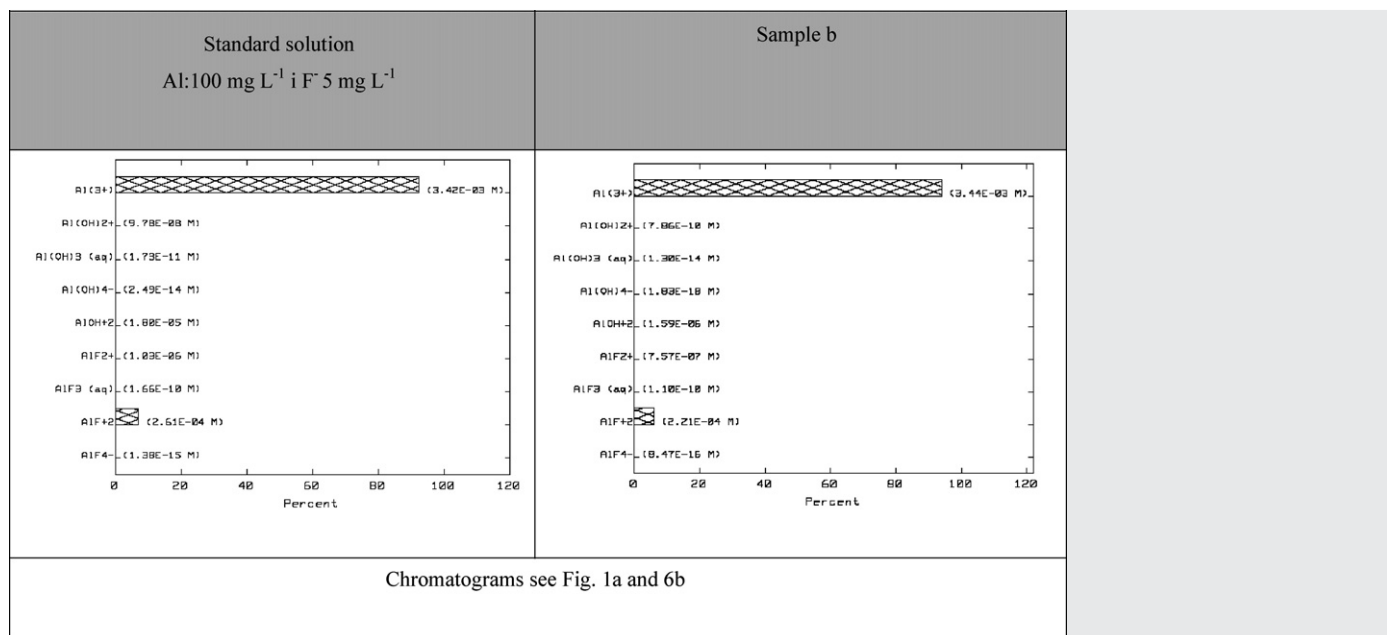 Standard solution
Al:100 mg L-1 i F- 5 mg L-1
Sample b
Al(3+) (3.42E-03 M)
Al(OH)2+ (9.78E-08 M)
Al(OH)3 (aq) (1.73E-11 M)
Al(OH)4- (2.49E-14 M)
AlOH+2 (1.80E-05 M)
AlF2+ (1.03E-06 M)
AlF3 (aq) (1.66E-10 M)
AlF+2 (2.61E-04 M)
AlF4- (1.38E-15 M)
0 20 40 60 80 100 120
Percent
Al(3+) (3.44E-03 M)
Al(OH)2+ (7.86E-10 M)
Al(OH)3 (aq) (1.30E-14 M)
Al(OH)4- (1.83E-18 M)
AlOH+2 (1.59E-06 M)
AlF2+ (7.57E-07 M)
AlF3 (aq) (1.10E-10 M)
AlF+2 (2.21E-04 M)
AlF4- (8.47E-16 M)
0 20 40 60 80 100 120
Percent
Chromatograms see Fig. 1a and 6b